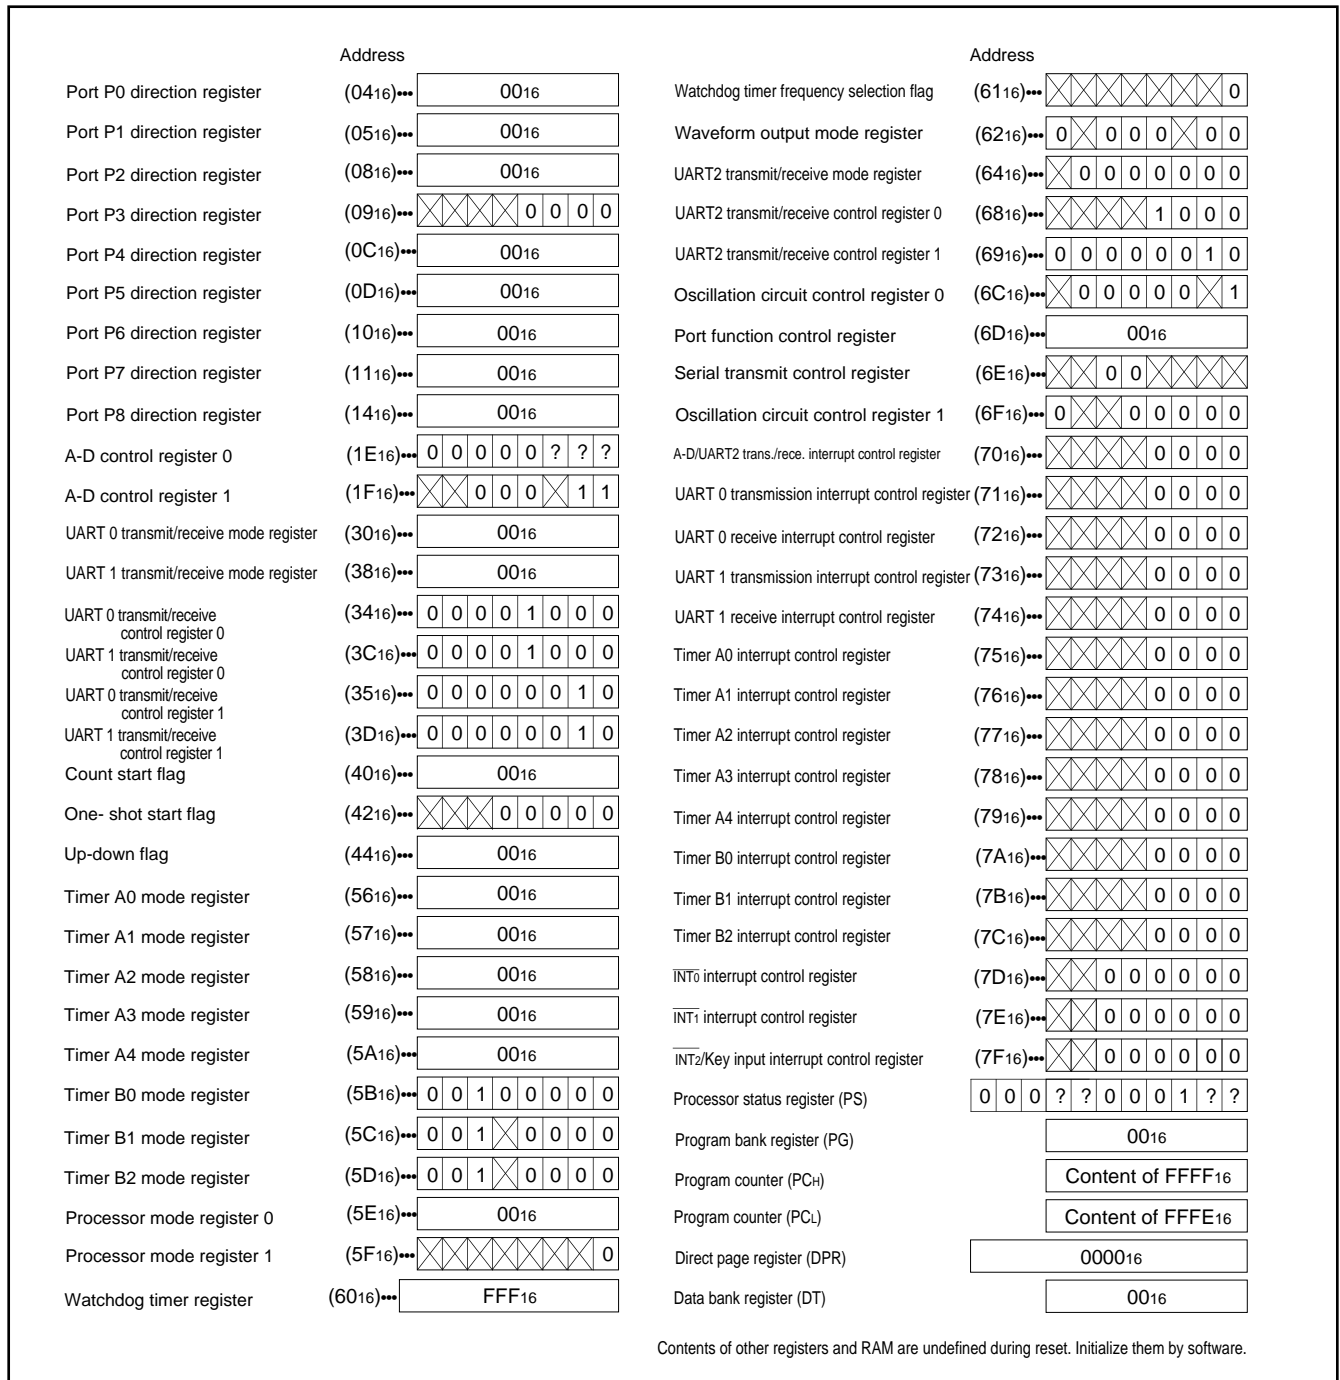 Address
Port P0 direction register (0416)••• 0016
Port P1 direction register (0516)••• 0016
Port P2 direction register (0816)••• 0016
Port P3 direction register (0916)••• 0 0 0 0
Port P4 direction register (0C16)••• 0016
Port P5 direction register (0D16)••• 0016
Port P6 direction register (1016)••• 0016
Port P7 direction register (1116)••• 0016
Port P8 direction register (1416)••• 0016
A-D control register 0 (1E16)••• 0 0 0 0 0 ? ? ?
A-D control register 1 (1F16)••• 0 0 0 1 1
UART 0 transmit/receive mode register (3016)••• 0016
UART 1 transmit/receive mode register (3816)••• 0016
UART 0 transmit/receive (3416)••• 0 0 0 0 1 0 0 0
control register 0
UART 1 transmit/receive (3C16)••• 0 0 0 0 1 0 0 0
control register 0
UART 0 transmit/receive (3516)••• 0 0 0 0 0 0 1 0
control register 1
UART 1 transmit/receive (3D16)••• 0 0 0 0 0 0 1 0
control register 1
Count start flag (4016)••• 0016
One- shot start flag (4216)••• 0 0 0 0 0
Up-down flag (4416)••• 0016
Timer A0 mode register (5616)••• 0016
Timer A1 mode register (5716)••• 0016
Timer A2 mode register (5816)••• 0016
Timer A3 mode register (5916)••• 0016
Timer A4 mode register (5A16)••• 0016
Timer B0 mode register (5B16)••• 0 0 1 0 0 0 0 0
Timer B1 mode register (5C16)••• 0 0 1 0 0 0 0
Timer B2 mode register (5D16)••• 0 0 1 0 0 0 0
Processor mode register 0 (5E16)••• 0016
Processor mode register 1 (5F16)••• 0
Watchdog timer register (6016)••• FFF16
Address
Watchdog timer frequency selection flag (6116)••• 0
Waveform output mode register (6216)••• 0 0 0 0 0 0
UART2 transmit/receive mode register (6416)••• 0 0 0 0 0 0 0
UART2 transmit/receive control register 0 (6816)••• 1 0 0 0
UART2 transmit/receive control register 1 (6916)••• 0 0 0 0 0 0 1 0
Oscillation circuit control register 0 (6C16)••• 0 0 0 0 0 1
Port function control register (6D16)••• 0016
Serial transmit control register (6E16)••• 0 0
Oscillation circuit control register 1 (6F16)••• 0 0 0 0 0 0
A-D/UART2 trans./rece. interrupt control register (7016)••• 0 0 0 0
UART 0 transmission interrupt control register (7116)••• 0 0 0 0
UART 0 receive interrupt control register (7216)••• 0 0 0 0
UART 1 transmission interrupt control register (7316)••• 0 0 0 0
UART 1 receive interrupt control register (7416)••• 0 0 0 0
Timer A0 interrupt control register (7516)••• 0 0 0 0
Timer A1 interrupt control register (7616)••• 0 0 0 0
Timer A2 interrupt control register (7716)••• 0 0 0 0
Timer A3 interrupt control register (7816)••• 0 0 0 0
Timer A4 interrupt control register (7916)••• 0 0 0 0
Timer B0 interrupt control register (7A16)••• 0 0 0 0
Timer B1 interrupt control register (7B16)••• 0 0 0 0
Timer B2 interrupt control register (7C16)••• 0 0 0 0
INT0 interrupt control register (7D16)••• 0 0 0 0 0 0
INT1 interrupt control register (7E16)••• 0 0 0 0 0 0
INT2/Key input interrupt control register (7F16)••• 0 0 0 0 0 0
Processor status register (PS) 0 0 0 ? ? 0 0 0 1 ? ?
Program bank register (PG) 0016
Program counter (PCH) Content of FFFF16
Program counter (PCL) Content of FFFE16
Direct page register (DPR) 000016
Data bank register (DT) 0016
Contents of other registers and RAM are undefined during reset. Initialize them by software.